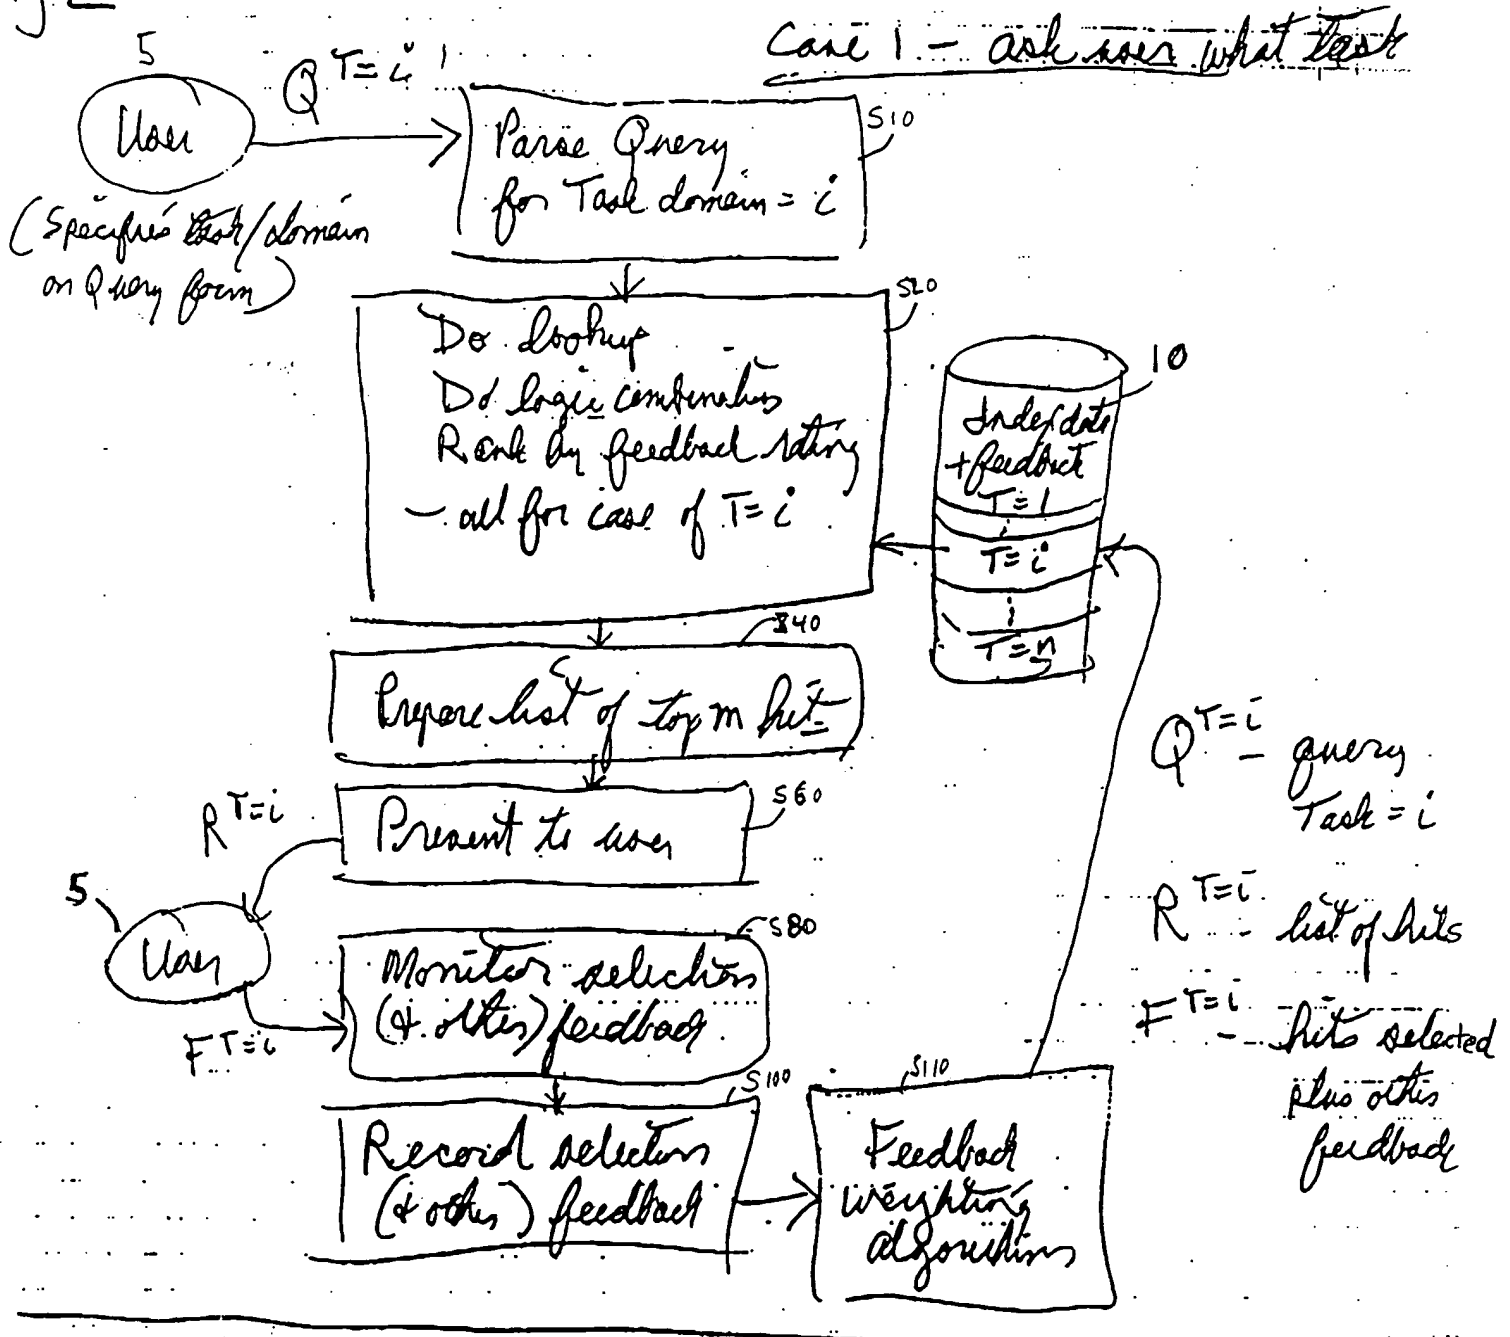 Case 1 - ask user what task
5
Q T=i
User
Parse Query
for Task domain = i
S10
(Specifies task/domain
on Query form)
S20
Do lookup
Do logic combinations
Rank by feedback rating
- all for case of T=i
10
Index data
+ feedback
T=1
T=i
T=n
S40
Prepare list of top m hits
S60
Present to user
R T=i
5
User
F T=i
S80
Monitor selections
(+ other) feedback
S100
Record selections
(+ other) feedback
S110
Feedback
weighting
algorithms
Q T=i - query
Task = i
R T=i - list of hits
F T=i - hits selected
plus other
feedback